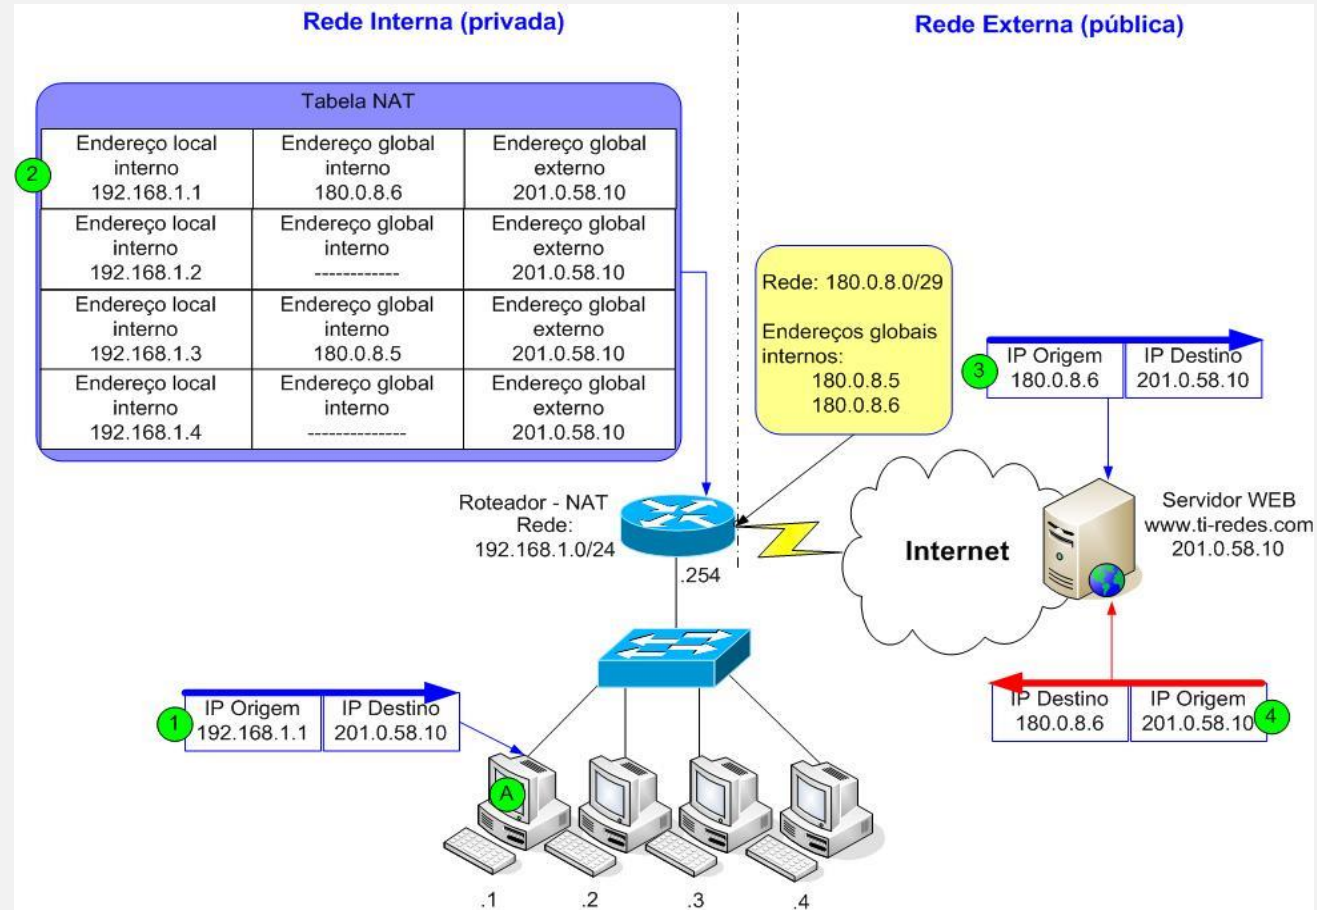 Rede Interna (privada)
Rede Externa (pública)
Tabela NAT
Endereço local
interno
192.168.1.1
Endereço global
interno
180.0.8.6
Endereço global
externo
201.0.58.10
2
Endereço local
interno
192.168.1.2
Endereço global
interno
------------
Endereço global
externo
201.0.58.10
Endereço local
interno
192.168.1.3
Endereço global
interno
180.0.8.5
Endereço global
externo
201.0.58.10
Endereço local
interno
192.168.1.4
Endereço global
interno
--------------
Endereço global
externo
201.0.58.10
Rede: 180.0.8.0/29
Endereços globais
internos:
180.0.8.5
180.0.8.6
3
IP Origem
180.0.8.6
IP Destino
201.0.58.10
Roteador - NAT
Rede:
192.168.1.0/24
.254
Internet
Servidor WEB
www.ti-redes.com
201.0.58.10
1
IP Origem
192.168.1.1
IP Destino
201.0.58.10
IP Destino
180.0.8.6
IP Origem
201.0.58.10
4
A
.1
.2
.3
.4